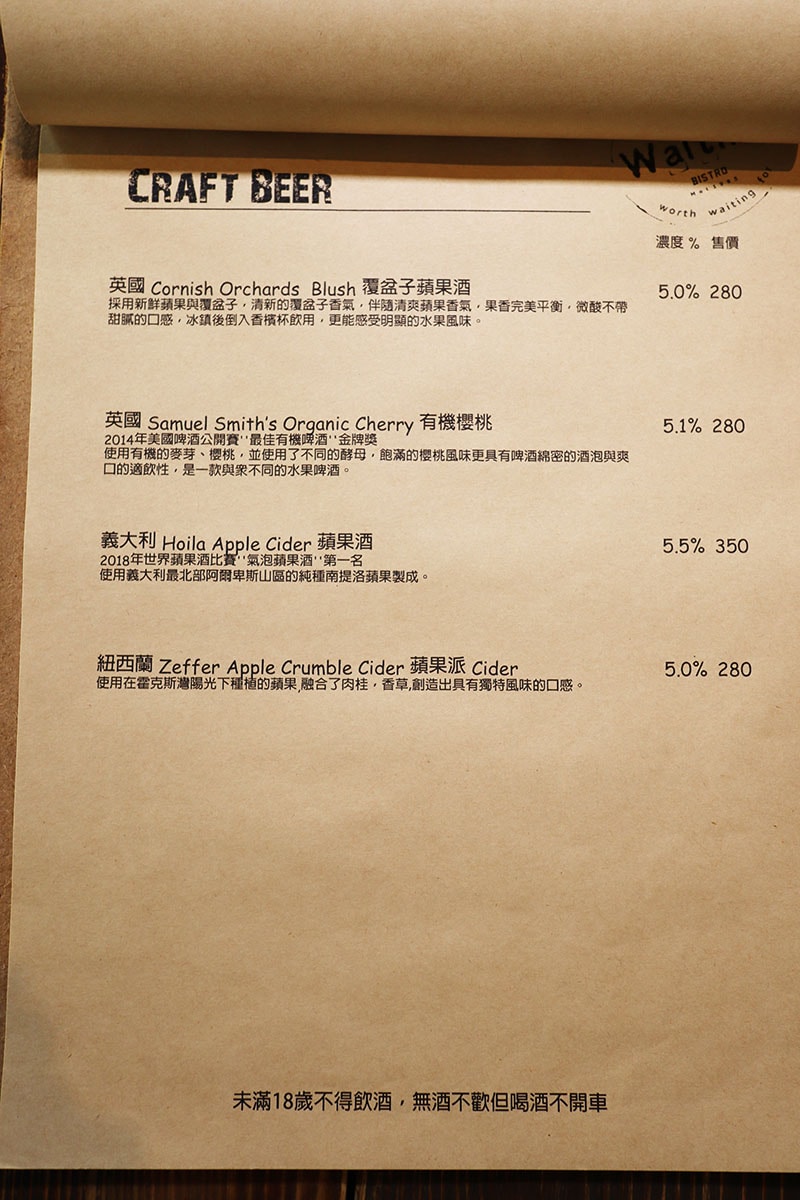 BISTRO
worth waiting for
CRAFT BEER
濃度 % 售價
英國 Cornish Orchards Blush 覆盆子蘋果酒 5.0% 280
採用新鮮蘋果與覆盆子，清新的覆盆子香氣，伴隨清爽蘋果香氣，果香完美平衡，微酸不帶
甜膩的口感，冰鎮後倒入香檳杯飲用，更能感受明顯的水果風味。
英國 Samuel Smith's Organic Cherry 有機櫻桃 5.1% 280
2014年美國啤酒公開賽''最佳有機啤酒''金牌獎
使用有機的麥芽、櫻桃，並使用了不同的酵母，飽滿的櫻桃風味更具有啤酒綿密的酒泡與爽
口的適飲性，是一款與眾不同的水果啤酒。
義大利 Hoila Apple Cider 蘋果酒 5.5% 350
2018年世界蘋果酒比賽''氣泡蘋果酒''第一名
使用義大利最北部阿爾卑斯山區的純種南提洛蘋果製成。
紐西蘭 Zeffer Apple Crumble Cider 蘋果派 Cider 5.0% 280
使用在霍克斯灣陽光下種植的蘋果,融合了肉桂，香草,創造出具有獨特風味的口感。
未滿18歲不得飲酒，無酒不歡但喝酒不開車